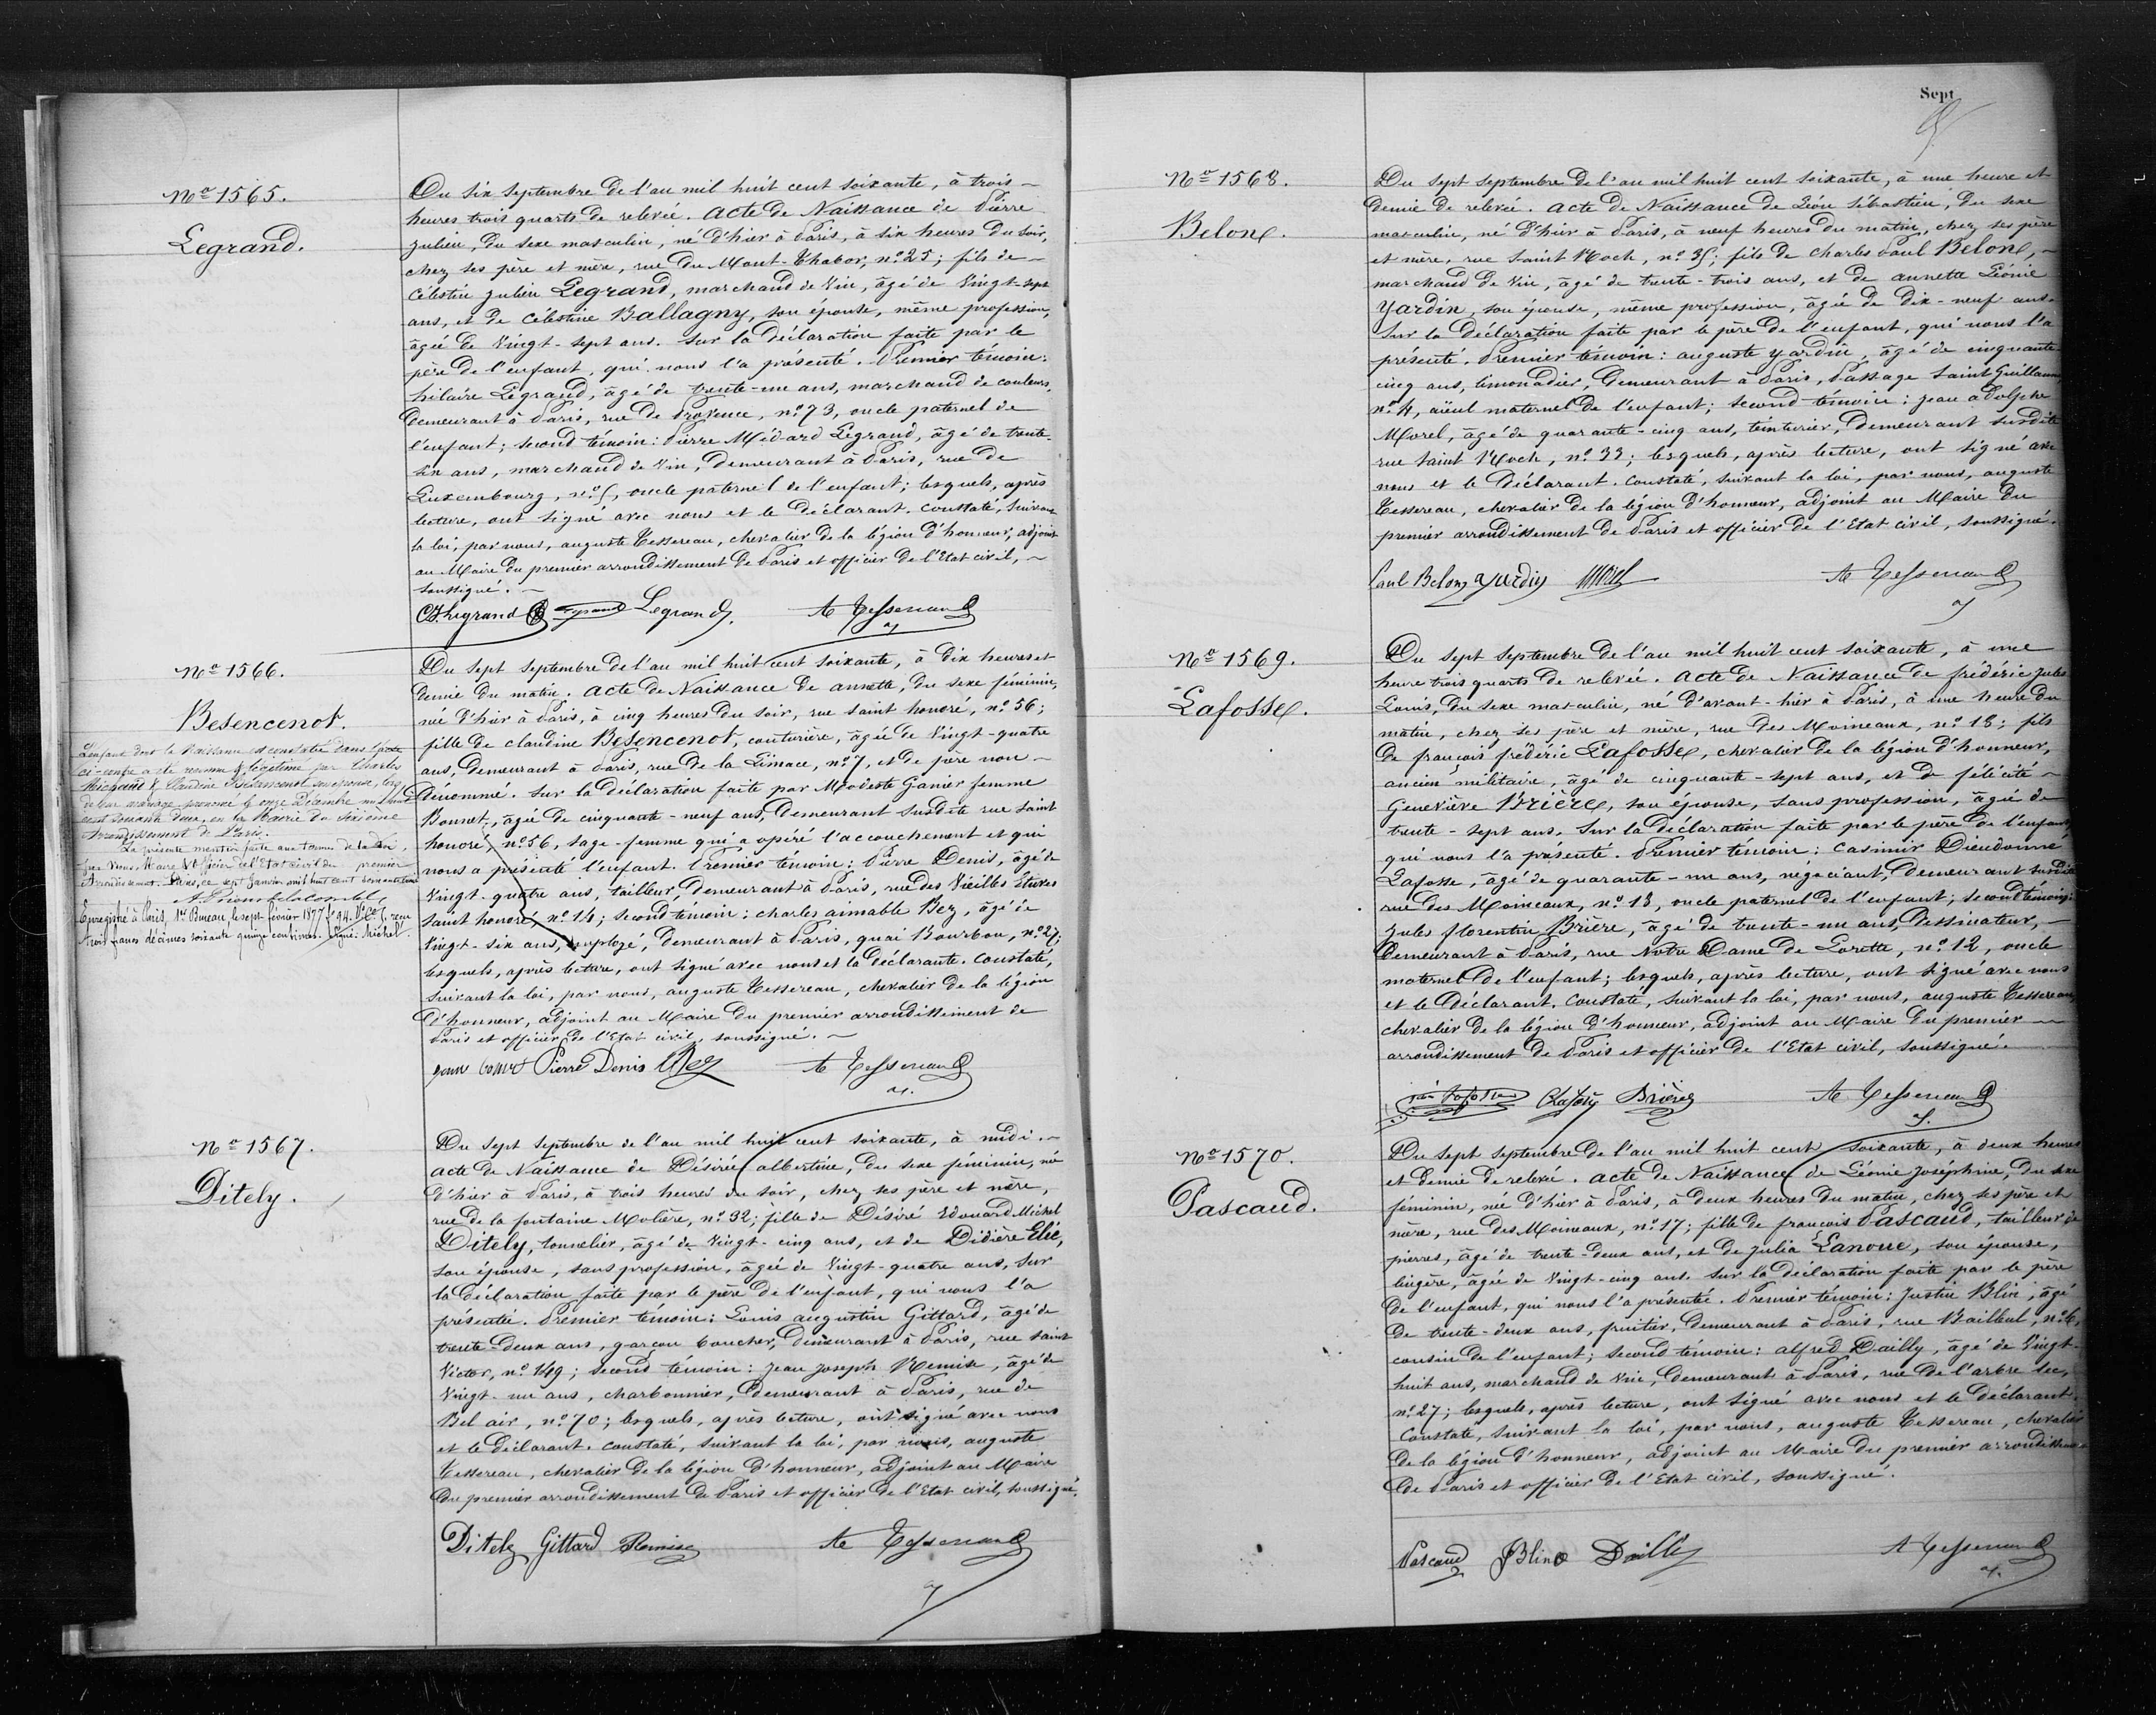 No 1565.
Legrand.
Du six septembre de l'an mil huit cent soixante, à trois
heures trois quarts de relevée. Acte de Naissance de Pierre
Julien, du sexe masculin, né d'hier à Paris, à six heures du soir,
chez ses père et mère, rue du Mont-Thabor, no 25; fils de
Célestin Julien Legrand, marchand de vin, âgé de vingt-sept
ans, et de Célestine Ballagny, son épouse, même profession,
âgée de vingt-sept ans. Sur la déclaration faite par le
père de l'enfant, qui nous l'a présenté. Premier témoin:
hilaire Legrand, âgé de trente-un ans, marchand de couleurs,
demeurant à Paris, rue de Provence, no 73, oncle paternel de
l'enfant; second témoin: Pierre Médard Legrand, âgé de trente-
six ans, marchand de vin, demeurant à Paris, rue de
Luxembourg, no 5, oncle paternel de l'enfant; lesquels, après
lecture, ont signé avec nous et le déclarant. Constaté, suivant
la loi, par nous, auguste Tessereau, chevalier de la légion d'honneur, adjoint
au Maire du premier arrondissement de Paris et officier de l'Etat civil,
soussigné.
CJ Legrand Legrand A Tessereau
No 1566.
Besencenot.
L'enfant dont la naissance est constatée dans l'acte
ci-contre a été reconnu & légitimé par Charles
Michaud & Claudine Besencenot son épouse, lors
de leur mariage prononcé le onze Décembre mil huit
cent soixante deux, en la Mairie du sixième
Arrondissement de Paris.
La présente mention faite aux termes de la Loi,
par Nous, Maire & Officier de l'Etat civil du premier
Arrondissement. Paris, ce sept Janvier mil huit cent
Enregistré à Paris, 1er Bureau, le sept février 1877 fo 94. Vo Ce 7. reçu
trois francs décimes soixante quinze centimes. Signé: Michel.
Du sept septembre de l'an mil huit cent soixante, à dix heures et
demie du matin. Acte de Naissance de annette, du sexe féminin,
née d'hier à Paris, à cinq heures du soir, rue saint honoré, no 56;
fille de claudine Besencenot, couturière, âgée de vingt-quatre
ans, demeurant à Paris, rue de la Limace, no 7, et de père non
dénommé. Sur la déclaration faite par Modeste Ganier femme
Bonnet, âgée de cinquante-neuf ans, demeurant susdite rue saint
honoré, no 56, sage-femme qui a opéré l'accouchement et qui
nous a présenté l'enfant. Premier témoin: Pierre Denis, âgé de
vingt-quatre ans, tailleur, demeurant à Paris, rue des Vieilles Etuves
saint honoré, no 14; second témoin: charles aimable Bez, âgé de
vingt-six ans, employé, demeurant à Paris, quai Bourbon, no 27;
lesquels, après lecture, ont signé avec nous et la déclarante. Constaté,
suivant la loi, par nous, auguste Tessereau, chevalier de la légion
d'honneur, adjoint au Maire du premier arrondissement de
Paris et officier de l'Etat civil, soussigné.
Pierre Denis Bez A Tessereau
No 1567.
Ditely.
Du sept septembre de l'an mil huit cent soixante, à midi.
Acte de Naissance de Désirée albertine, du sexe féminin, née
d'hier à Paris, à trois heures du soir, chez ses père et mère,
rue de la fontaine Molière, no 32; fille de Désiré Edouard Michel
Ditely, tonnelier, âgé de vingt-cinq ans, et de Didière Elié,
son épouse, sans profession, âgée de vingt-quatre ans, sur
la déclaration faite par le père de l'enfant, qui nous l'a
présentée. Premier témoin: Louis augustin Gittard, âgé de
trente-deux ans, garçon boucher, demeurant à Paris, rue saint
Victor, no 149; second témoin: Jean Joseph Remise, âgé de
vingt-un ans, charbonnier, demeurant à Paris, rue de
Bel air, no 70; lesquels, après lecture, ont signé avec nous
et le déclarant. Constaté, suivant la loi, par nous, auguste
Tessereau, chevalier de la légion d'honneur, adjoint au Maire
du premier arrondissement de Paris et officier de l'Etat civil, soussigné.
Ditely Gittard Remise A Tessereau
Sept
No 1568.
Belon.
Du sept septembre de l'an mil huit cent soixante, à une heure et
demie de relevée. Acte de Naissance de Léon Sébastien, du sexe
masculin, né d'hier à Paris, à neuf heures du matin, chez ses père
et mère, rue Saint Roch, no 35; fils de Charles Paul Belon,
marchand de vin, âgé de trente-trois ans, et de annette Léonie
Yardin, son épouse, même profession, âgée de dix-neuf ans.
Sur la déclaration faite par le père de l'enfant, qui nous l'a
présenté. Premier témoin: auguste Yardin, âgé de cinquante-
cinq ans, limonadier, demeurant à Paris, Passage Saint Guillaume
no 4, aïeul maternel de l'enfant; second témoin: Jean adolphe
Morel, âgé de quarante-cinq ans, teinturier, demeurant susdite
rue Saint Roch, no 33; lesquels, après lecture, ont signé avec
nous et le déclarant. Constaté, suivant la loi, par nous, auguste
Tessereau, chevalier de la légion d'honneur, adjoint au Maire du
premier arrondissement de Paris et officier de l'Etat civil, soussigné.
Paul Belon Yardin Morel A Tessereau
No 1569.
Lafosse.
Du sept septembre de l'an mil huit cent soixante, à une
heure trois quarts de relevée. Acte de Naissance de frédéric Jules
Louis, du sexe masculin, né d'avant-hier à Paris, à une heure du
matin, chez ses père et mère, rue des Moineaux, no 18; fils
de françois frédéric Lafosse, chevalier de la légion d'honneur,
ancien militaire, âgé de cinquante-sept ans, et de félicité
Geneviève Brière, son épouse, sans profession, âgée de
trente-sept ans. Sur la déclaration faite par le père de l'enfant
qui nous l'a présenté. Premier témoin: Casimir Dieudonné
Lafosse, âgé de quarante-un ans, négociant, demeurant susdite
rue des Moineaux, no 18, oncle paternel de l'enfant; second témoin:
Jules florentin Brière, âgé de trente-un ans, dessinateur,
demeurant à Paris, rue Notre Dame de Lorette, no 12, oncle
maternel de l'enfant; lesquels, après lecture, ont signé avec nous
et le déclarant. Constaté, suivant la loi, par nous, auguste Tessereau,
chevalier de la légion d'honneur, adjoint au Maire du premier
arrondissement de Paris et officier de l'Etat civil, soussigné.
Lafosse Brière A Tessereau
No 1570.
Pascaud.
Du sept septembre de l'an mil huit cent soixante, à deux heures
et demie de relevée. Acte de Naissance de Léonie Joséphine, du sexe
féminin, née d'hier à Paris, à deux heures du matin, chez ses père et
mère, rue des Moineaux, no 17; fille de françois Pascaud, tailleur de
pierres, âgé de trente-deux ans, et de Julia Lanoue, son épouse,
lingère, âgée de vingt-cinq ans. Sur la déclaration faite par le père
de l'enfant, qui nous l'a présentée. Premier témoin: Justin Blin, âgé
de trente-deux ans, fruitier, demeurant à Paris, rue Bailleul, no 6,
cousin de l'enfant; second témoin: alfred Dailly, âgé de vingt-
huit ans, marchand de vin, demeurant à Paris, rue de l'arbre sec,
no 27; lesquels, après lecture, ont signé avec nous et le déclarant.
Constaté, suivant la loi, par nous, auguste Tessereau, chevalier
de la légion d'honneur, adjoint au Maire du premier arrondissement
de Paris et officier de l'Etat civil, soussigné.
Pascaud Blin Dailly A Tessereau